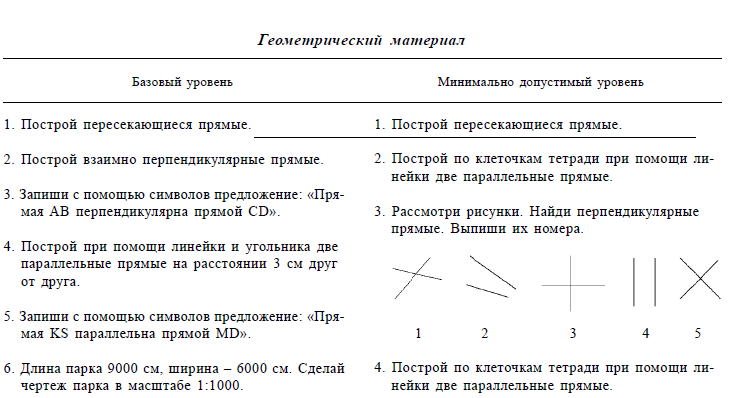 Геометрический материал
Базовый уровень
Минимально допустимый уровень
1. Построй пересекающиеся прямые.
2. Построй взаимно перпендикулярные прямые.
3. Запиши с помощью символов предложение: «Пря-
мая AB перпендикулярна прямой CD».
4. Построй при помощи линейки и угольника две
параллельные прямые на расстоянии 3 см друг
от друга.
5. Запиши с помощью символов предложение: «Пря-
мая KS параллельна прямой MD».
6. Длина парка 9000 см, ширина – 6000 см. Сделай
чертеж парка в масштабе 1:1000.
1. Построй пересекающиеся прямые.
2. Построй по клеточкам тетради при помощи ли-
нейки две параллельные прямые.
3. Рассмотри рисунки. Найди перпендикулярные
прямые. Выпиши их номера.
1 2 3 4 5
4. Построй по клеточкам тетради при помощи ли-
нейки две параллельные прямые.